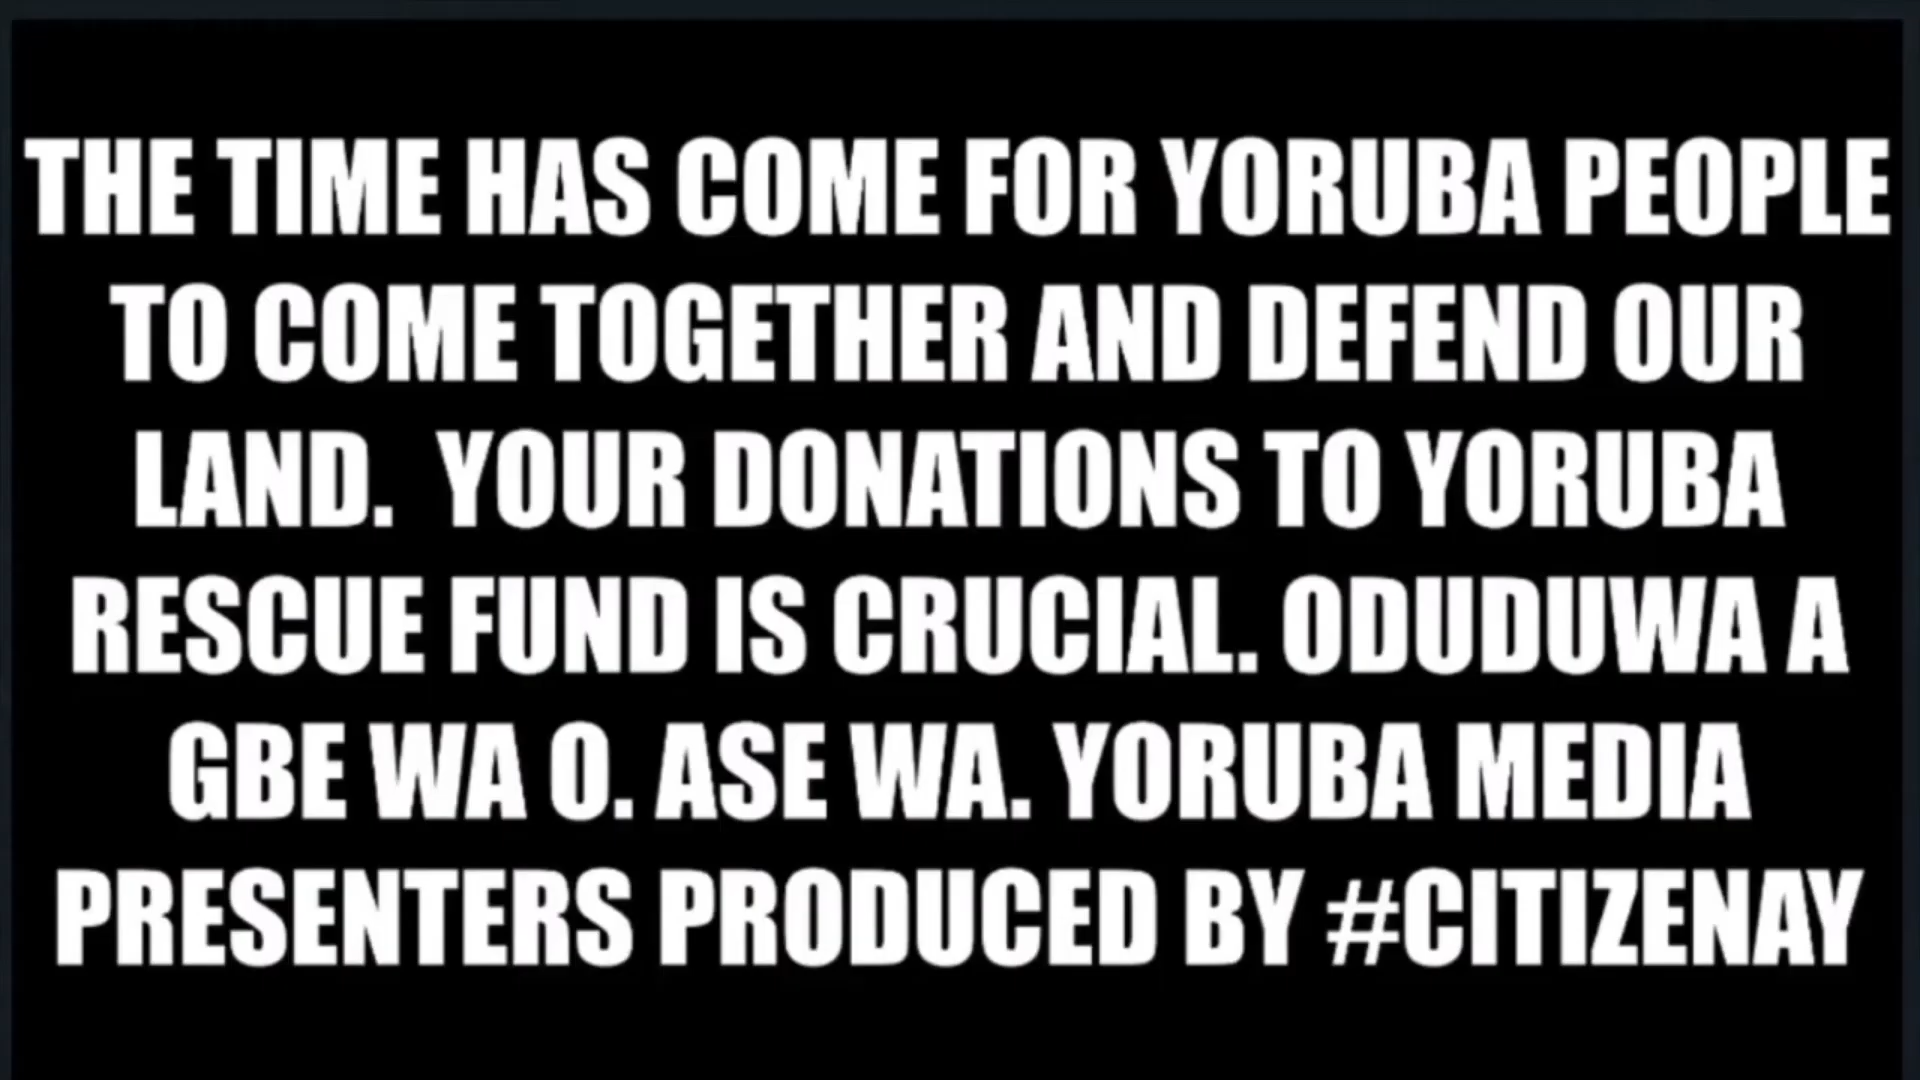 THE TIME HAS COME FOR YORUBA PEOPLE
TO COME TOGETHER AND DEFEND OUR
LAND. YOUR DONATIONS TO YORUBA
RESCUE FUND IS CRUCIAL. ODUDUWA A
GBE WA O. ASE WA. YORUBA MEDIA
PRESENTERS PRODUCED BY #CITIZENAY